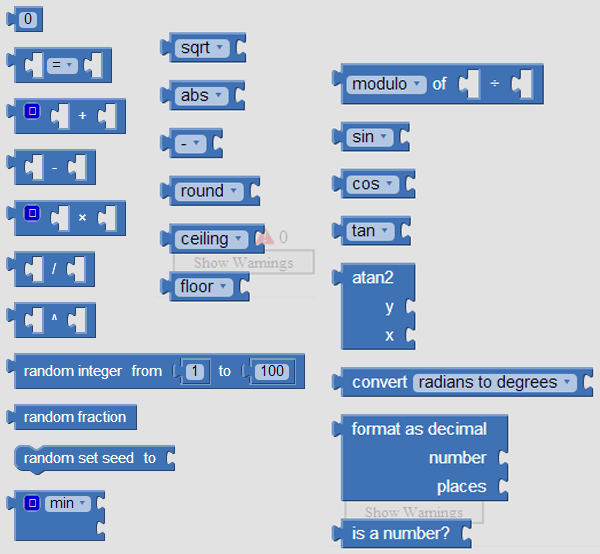 0
= ▾
+
-
×
/
^
random integer from 1 to 100
random fraction
random set seed to
min ▾
sqrt ▾
abs ▾
- ▾
round ▾
ceiling ▾
0
Show Warnings
floor ▾
modulo ▾ of ÷
sin ▾
cos ▾
tan ▾
atan2
y
x
convert radians to degrees ▾
format as decimal
number
places
Show Warnings
is a number?